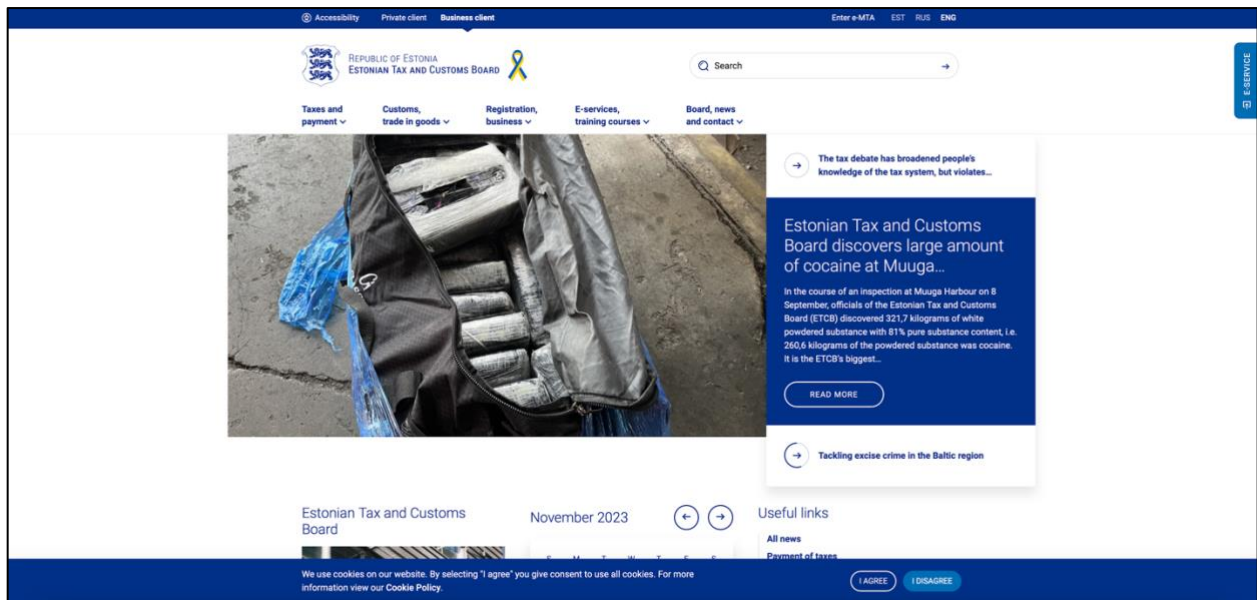 Accessibility Private client Business client Enter e-MTA EST RUS ENG
REPUBLIC OF ESTONIA
ESTONIAN TAX AND CUSTOMS BOARD
Search
E-SERVICE
Taxes and
payment
Customs,
trade in goods
Registration,
business
E-services,
training courses
Board, news
and contact
The tax debate has broadened people's
knowledge of the tax system, but violates...
Estonian Tax and Customs
Board discovers large amount
of cocaine at Muuga...
In the course of an inspection at Muuga Harbour on 8
September, officials of the Estonian Tax and Customs
Board (ETCB) discovered 321,7 kilograms of white
powdered substance with 81% pure substance content, i.e.
260,6 kilograms of the powdered substance was cocaine.
It is the ETCB's biggest...
READ MORE
Tackling excise crime in the Baltic region
Estonian Tax and Customs
Board
November 2023
S M T W T F S
Useful links
All news
Payment of taxes
We use cookies on our website. By selecting "I agree" you give consent to use all cookies. For more
information view our Cookie Policy.
I AGREE
I DISAGREE